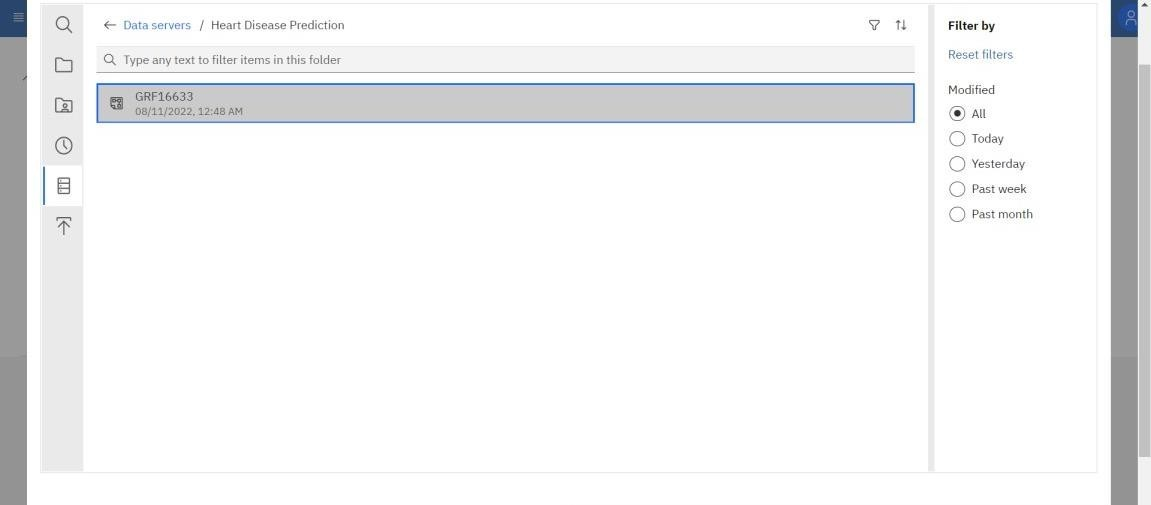 Data servers / Heart Disease Prediction
Type any text to filter items in this folder
GRF16633
08/11/2022, 12:48 AM
Filter by
Reset filters
Modified
All
Today
Yesterday
Past week
Past month